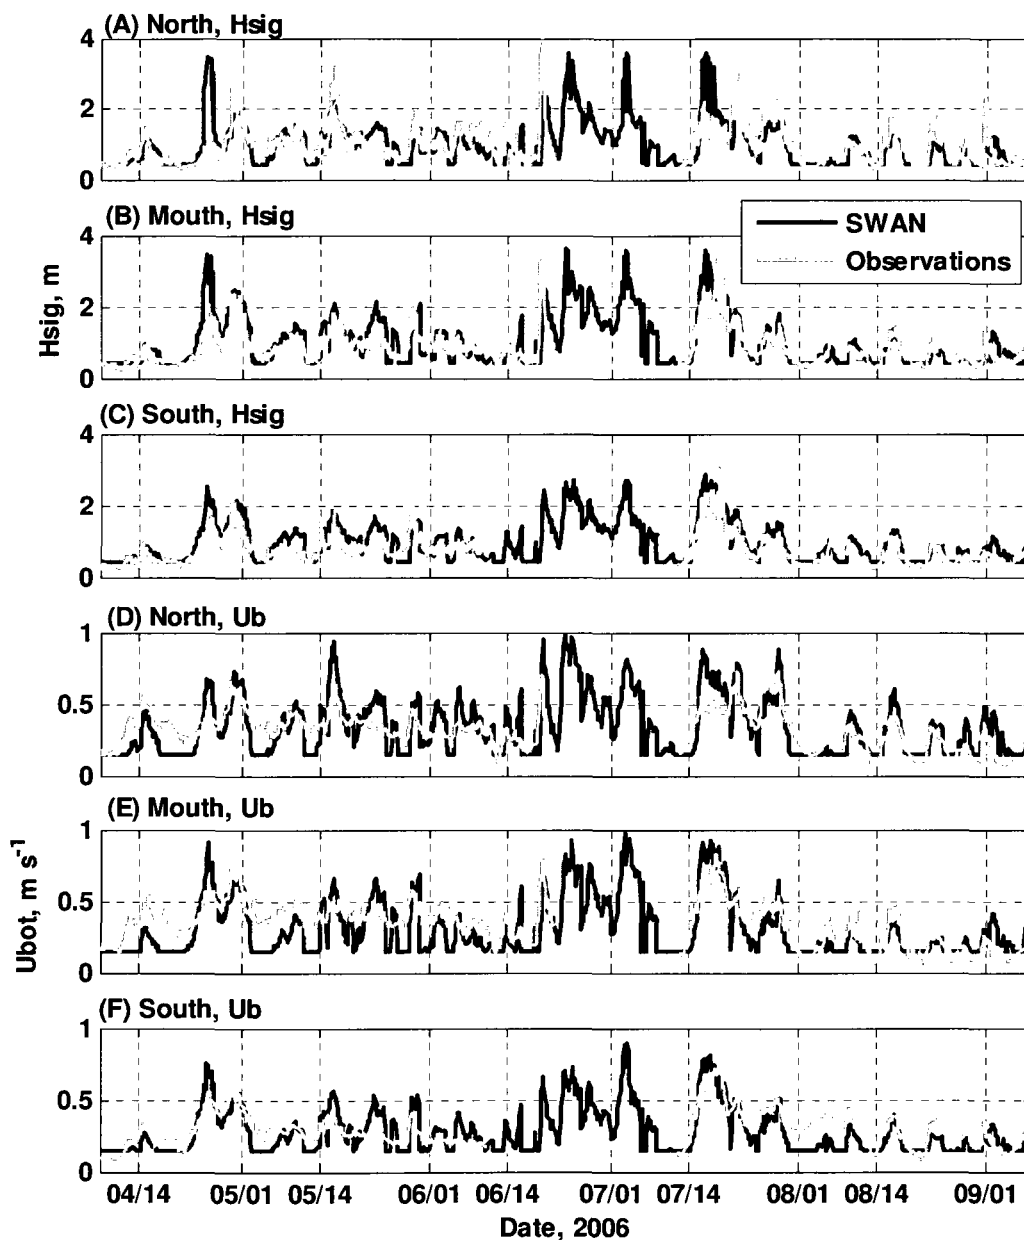 (A) North, Hsig
4
2
0
(B) Mouth, Hsig
SWAN
Observations
4
2
0
Hsig, m
(C) South, Hsig
4
2
0
(D) North, Ub
1
0.5
0
(E) Mouth, Ub
1
0.5
0
Ubot, m s-1
(F) South, Ub
1
0.5
0
04/14 05/01 05/14 06/01 06/14 07/01 07/14 08/01 08/14 09/01
Date, 2006